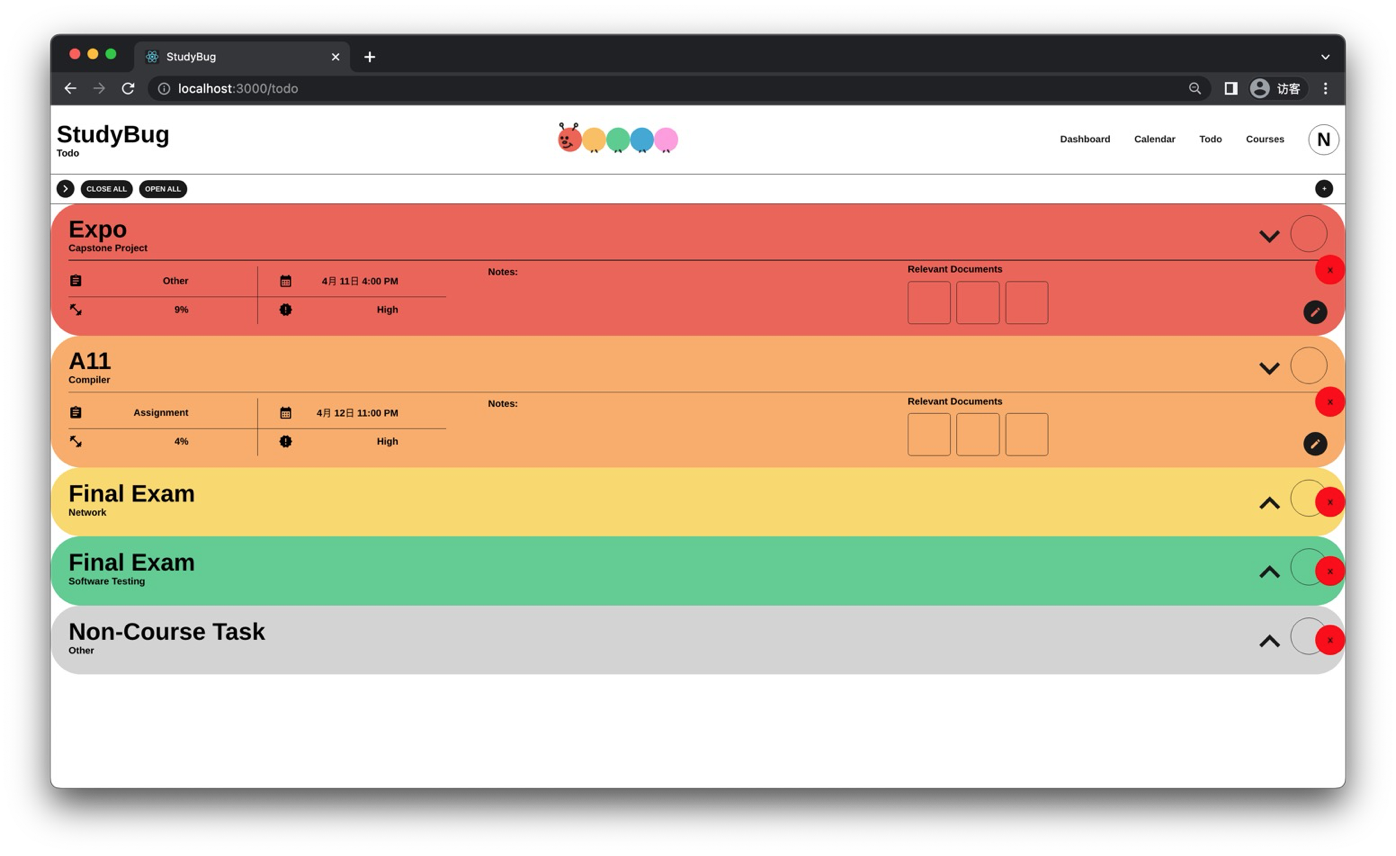 StudyBug
localhost:3000/todo
访客
StudyBug
Todo
Dashboard Calendar Todo Courses N
CLOSE ALL OPEN ALL +
Expo
Capstone Project
Other 4月 11日 4:00 PM
9% High
Notes:
Relevant Documents
x
A11
Compiler
Assignment 4月 12日 11:00 PM
4% High
Notes:
Relevant Documents
x
Final Exam
Network
x
Final Exam
Software Testing
x
Non-Course Task
Other
x